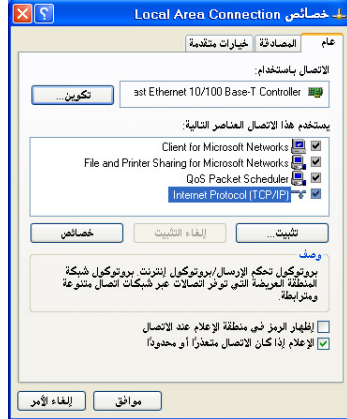 خصائص Local Area Connection
عام المصادقة خيارات متقدمة
الاتصال باستخدام:
ast Ethernet 10/100 Base-T Controller
تكوين...
يستخدم هذا الاتصال العناصر التالية:
Client for Microsoft Networks
File and Printer Sharing for Microsoft Networks
QoS Packet Scheduler
Internet Protocol (TCP/IP)
تثبيت... إلغاء التثبيت خصائص
وصف
بروتوكول تحكم الإرسال/بروتوكول إنترنت. بروتوكول شبكة
المنطقة العريضة التي توفر اتصالات عبر شبكات اتصال متنوعة
ومترابطة.
إظهار الرمز في منطقة الإعلام عند الاتصال
الإعلام إذا كان الاتصال متعذرًا أو محدودًا
موافق إلغاء الأمر